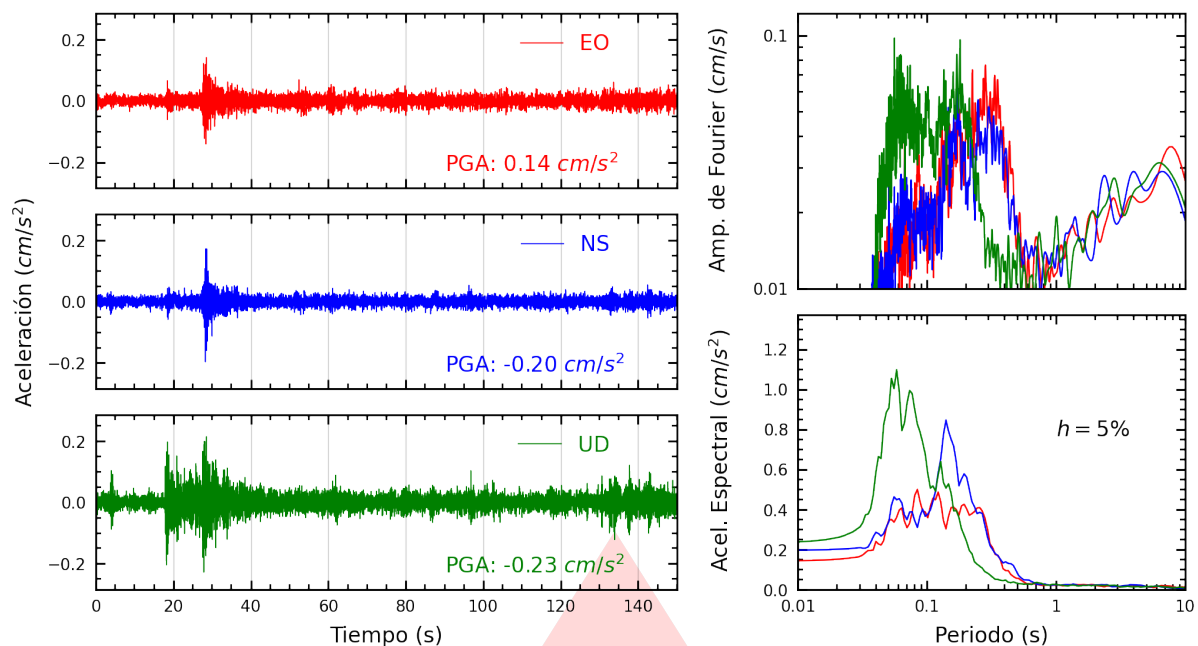 Aceleración (cm/s²)
0.2
0.0
−0.2
EO
PGA: 0.14 cm/s²
0.2
0.0
−0.2
NS
PGA: -0.20 cm/s²
0.2
0.0
−0.2
UD
PGA: -0.23 cm/s²
0 20 40 60 80 100 120 140
Tiempo (s)
Amp. de Fourier (cm/s)
0.1
0.01
Acel. Espectral (cm/s²)
1.2
1.0
0.8
0.6
0.4
0.2
0.0
h = 5%
0.01 0.1 1 10
Periodo (s)